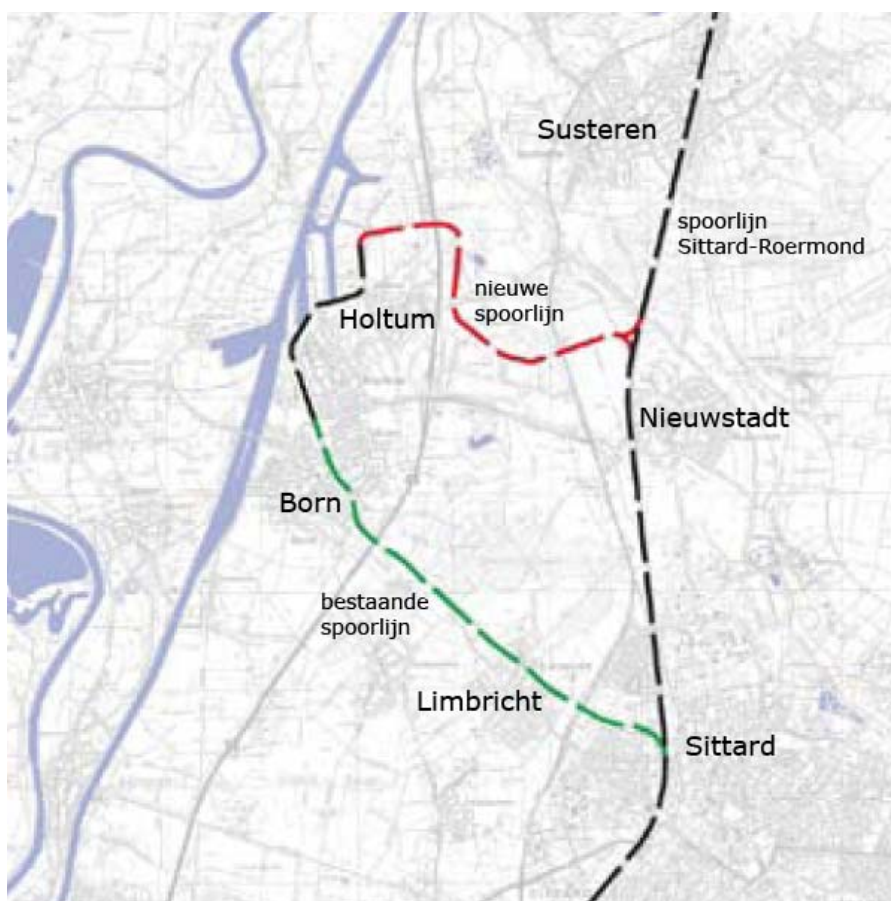 Susteren
spoorlijn
Sittard-Roermond
nieuwe
spoorlijn
Holtum
Nieuwstadt
Born
bestaande
spoorlijn
Limbricht
Sittard